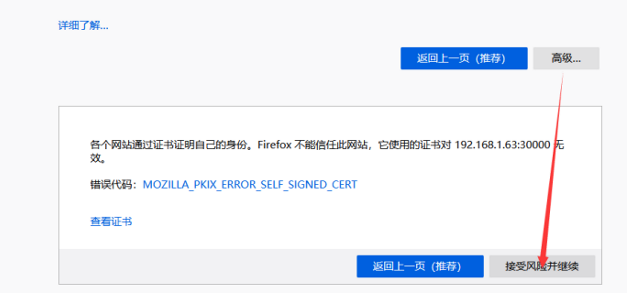 详细了解...
返回上一页 (推荐)
高级...
各个网站通过证书证明自己的身份。Firefox 不能信任此网站，它使用的证书对 192.168.1.63:30000 无
效。
错误代码：MOZILLA_PKIX_ERROR_SELF_SIGNED_CERT
查看证书
返回上一页 (推荐)
接受风险并继续